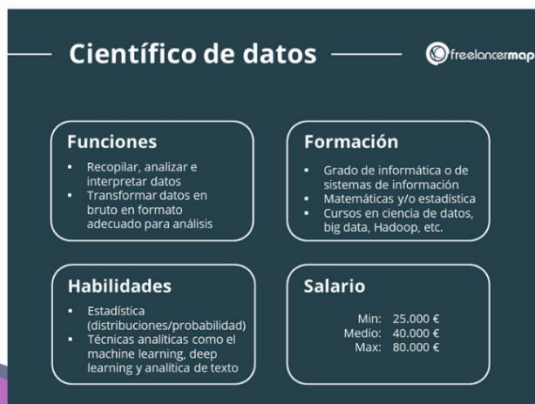 Científico de datos
freelancermap
Funciones
▪ Recopilar, analizar e
interpretar datos
▪ Transformar datos en
bruto en formato
adecuado para análisis
Formación
▪ Grado de informática o de
sistemas de información
▪ Matemáticas y/o estadística
▪ Cursos en ciencia de datos,
big data, Hadoop, etc.
Habilidades
▪ Estadística
(distribuciones/probabilidad)
▪ Técnicas analíticas como el
machine learning, deep
learning y analítica de texto
Salario
Min: 25.000 €
Medio: 40.000 €
Max: 80.000 €